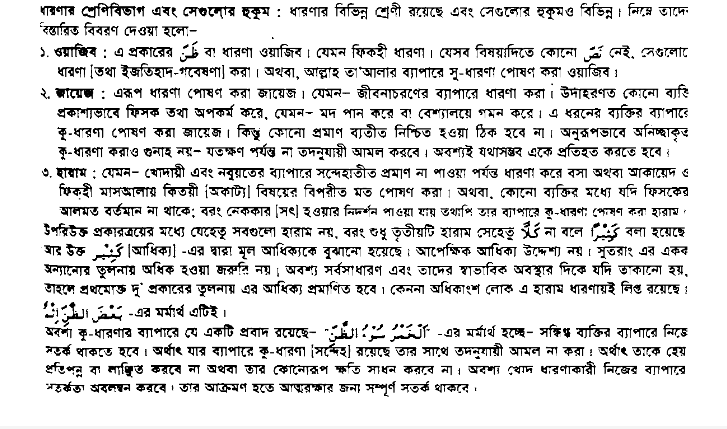 ধারণার শ্রেণিবিভাগ এবং সেগুলোর হুকুম : ধারণার বিভিন্ন শ্রেণী রয়েছে এবং সেগুলোর হুকুমও বিভিন্ন। নিম্নে তাদের
বিস্তারিত বিবরণ দেওয়া হলো–
১. ওয়াজিব : এ প্রকারের ظَنّ বা ধারণা ওয়াজিব। যেমন ফিকহী ধারণা। যেসব বিষয়াদিতে কোনো نَصّ নেই, সেগুলোতে
ধারণা [তথা ইজতিহাদ-গবেষণা] করা। অথবা, আল্লাহ তা'আলার ব্যাপারে সু-ধারণা পোষণ করা ওয়াজিব।
২. জায়েজ : এরূপ ধারণা পোষণ করা জায়েজ। যেমন– জীবনাচরণের ব্যাপারে ধারণা করা। উদাহরণত কোনো ব্যক্তি
প্রকাশ্যভাবে ফিসক তথা অপকর্ম করে, যেমন– মদ পান করে বা বেশ্যালয়ে গমন করে। এ ধরনের ব্যক্তির ব্যাপারে
কু-ধারণা পোষণ করা জায়েজ। কিন্তু কোনো প্রমাণ ব্যতীত নিশ্চিত হওয়া ঠিক হবে না। অনুরূপভাবে অনিচ্ছাকৃত
কু-ধারণা করাও গুনাহ নয়– যতক্ষণ পর্যন্ত না তদনুযায়ী আমল করবে। অবশ্যই যথাসম্ভব একে প্রতিহত করতে হবে।
৩. হারাম : যেমন– খোদায়ী এবং নবুয়তের ব্যাপারে সন্দেহাতীত প্রমাণ না পাওয়া পর্যন্ত ধারণা করে বসা অথবা আকায়েদ ও
ফিকহী মাসআলায় কিতয়ী [অকাট্য] বিষয়ের বিপরীত মত পোষণ করা। অথবা, কোনো ব্যক্তির মধ্যে যদি ফিসকের
আলমত বর্তমান না থাকে; বরং নেককার [সৎ] হওয়ার নিদর্শন পাওয়া যায় তথাপি তার ব্যাপারে কু-ধারণা পোষণ করা হারাম।
উপরিউক্ত প্রকারত্রয়ের মধ্যে যেহেতু সবগুলো হারাম নয়, বরং শুধু তৃতীয়টি হারাম সেহেতু كُلًّا না বলে كَثِيْرًا বলা হয়েছে
আর উক্ত كَثِيْر [আধিক্য] -এর দ্বারা মূল আধিক্যকে বুঝানো হয়েছে। আপেক্ষিক আধিক্য উদ্দেশ্য নয়। সুতরাং এর একক
অন্যান্যের তুলনায় অধিক হওয়া জরুরি নয়; অবশ্য সর্বসাধারণ এবং তাদের স্বাভাবিক অবস্থার দিকে যদি তাকানো হয়,
তাহলে প্রথমোক্ত দু' প্রকারের তুলনায় এর আধিক্য প্রমাণিত হবে। কেননা অধিকাংশ লোক এ হারাম ধারণায়ই লিপ্ত রয়েছে।
بَعْضَ الظَّنِّ اِثْمٌ -এর মর্মার্থ এটিই।
অবশ্য কু-ধারণার ব্যাপারে যে একটি প্রবাদ রয়েছে– "اَلْحَزْمُ سُوْءُ الظَّنِّ" -এর মর্মার্থ হচ্ছে– সন্ধিগ্ধ ব্যক্তির ব্যাপারে নিজে
সতর্ক থাকতে হবে। অর্থাৎ যার ব্যাপারে কু-ধারণা [সন্দেহ] রয়েছে তার সাথে তদনুযায়ী আমল না করা। অর্থাৎ তাকে হেয়
প্রতিপন্ন বা লাঞ্ছিত করবে না অথবা তার কোনোরূপ ক্ষতি সাধন করবে না। অবশ্য খোদ ধারণাকারী নিজের ব্যাপারে
সতর্কতা অবলম্বন করবে। তার আক্রমণ হতে আত্মরক্ষার জন্য সম্পূর্ণ সতর্ক থাকবে।